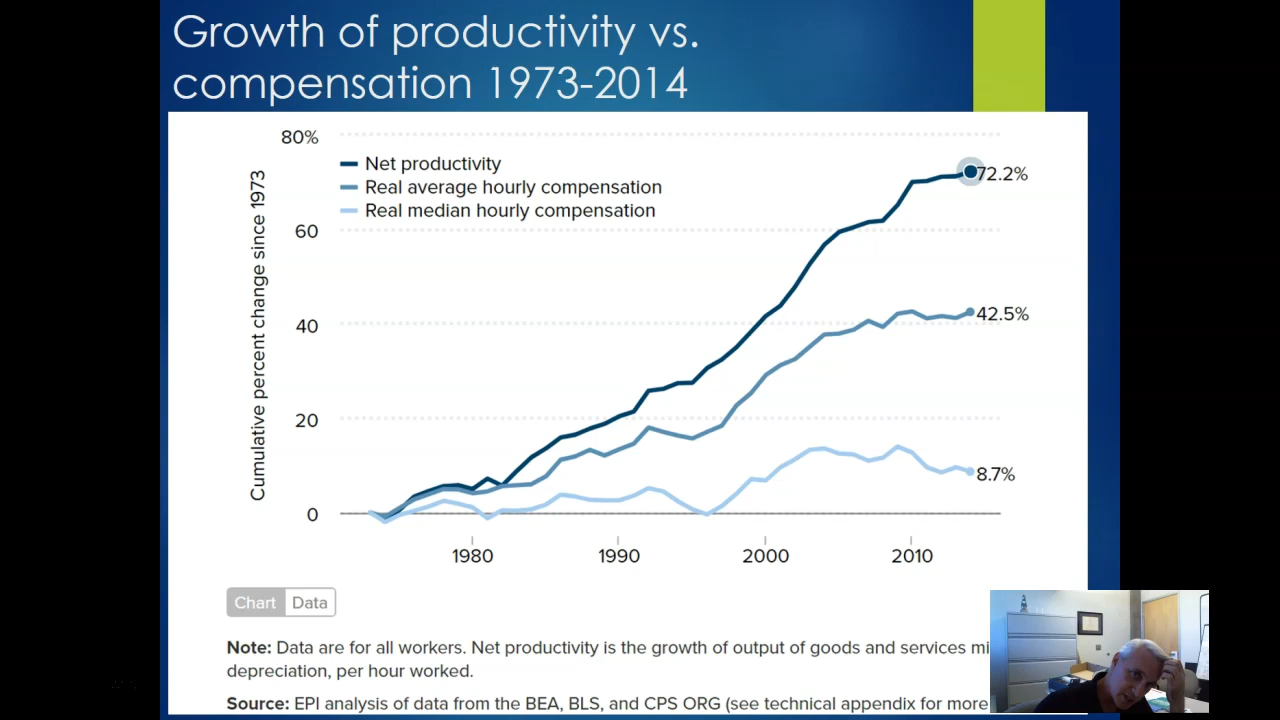 Growth of productivity vs.
compensation 1973-2014
80%
60
40
20
0
Cumulative percent change since 1973
Net productivity
Real average hourly compensation
Real median hourly compensation
72.2%
42.5%
8.7%
1980 1990 2000 2010
Chart Data
Note: Data are for all workers. Net productivity is the growth of output of goods and services
depreciation, per hour worked.
Source: EPI analysis of data from the BEA, BLS, and CPS ORG (see technical appendix for more